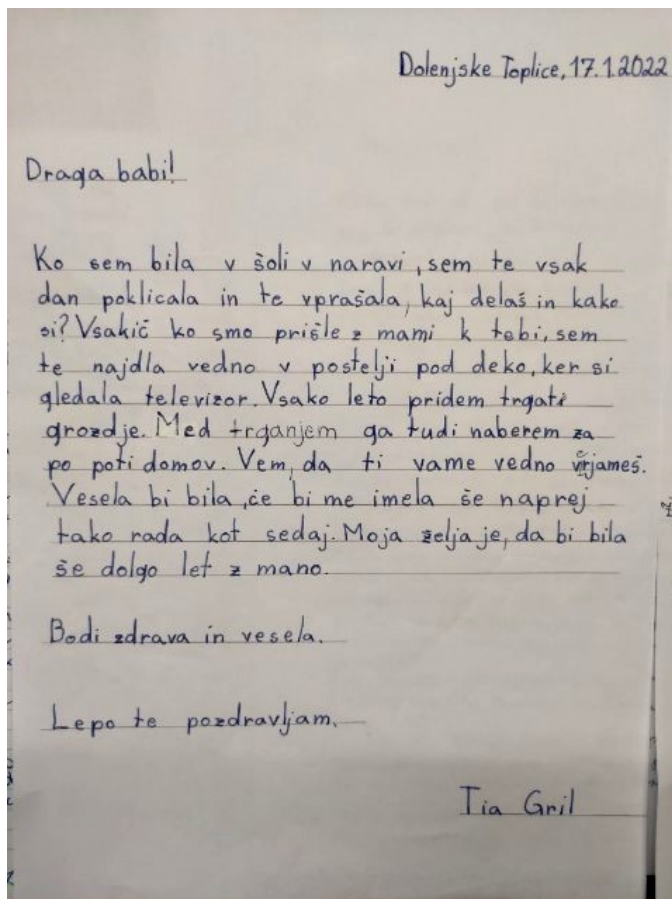 Dolenjske Toplice, 17.1.2022
Draga babi!
Ko sem bila v šoli v naravi, sem te vsak
dan poklicala in te vprašala, kaj delaš in kako
si? Vsakič ko smo prišle z mami k tebi, sem
te najdla vedno v postelji pod deko, ker si
gledala televizor. Vsako leto pridem trgati
grozdje. Med trganjem ga tudi naberem za
po poti domov. Vem, da ti vame vedno verjameš.
Vesela bi bila, če bi me imela še naprej
tako rada kot sedaj. Moja želja je, da bi bila
še dolgo let z mano.
Bodi zdrava in vesela.
Lepo te pozdravljam.
Tia Gril